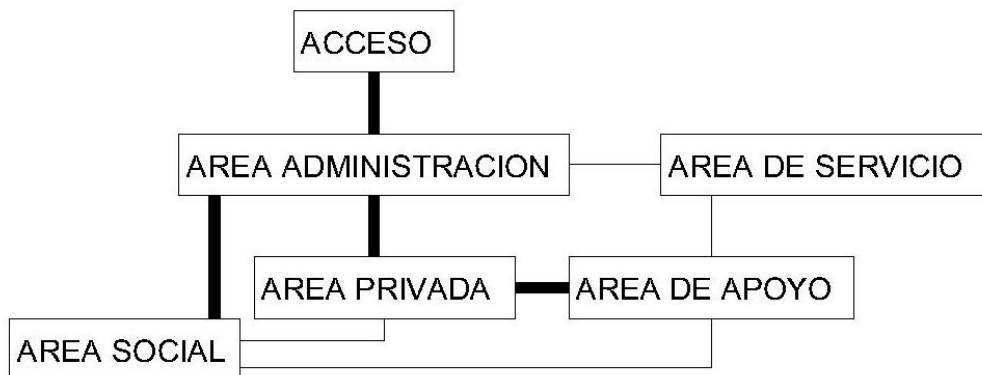 ACCESO
AREA ADMINISTRACION
AREA DE SERVICIO
AREA PRIVADA
AREA DE APOYO
AREA SOCIAL